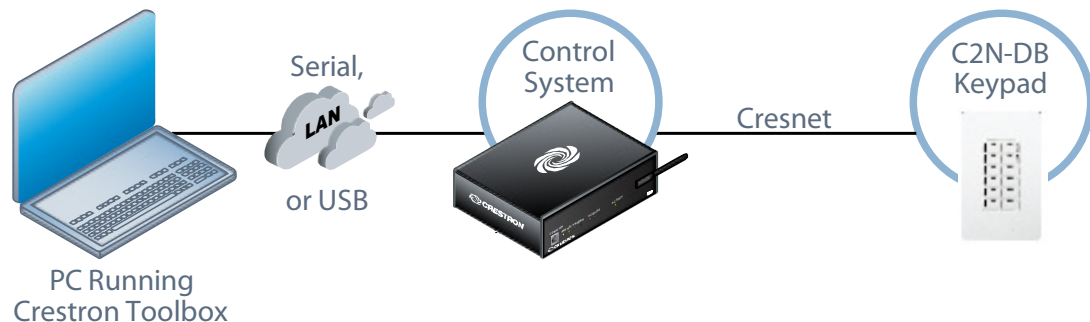 Serial,
LAN
or USB
Control
System
Cresnet
C2N-DB
Keypad
CRESTRON
PC Running
Crestron Toolbox